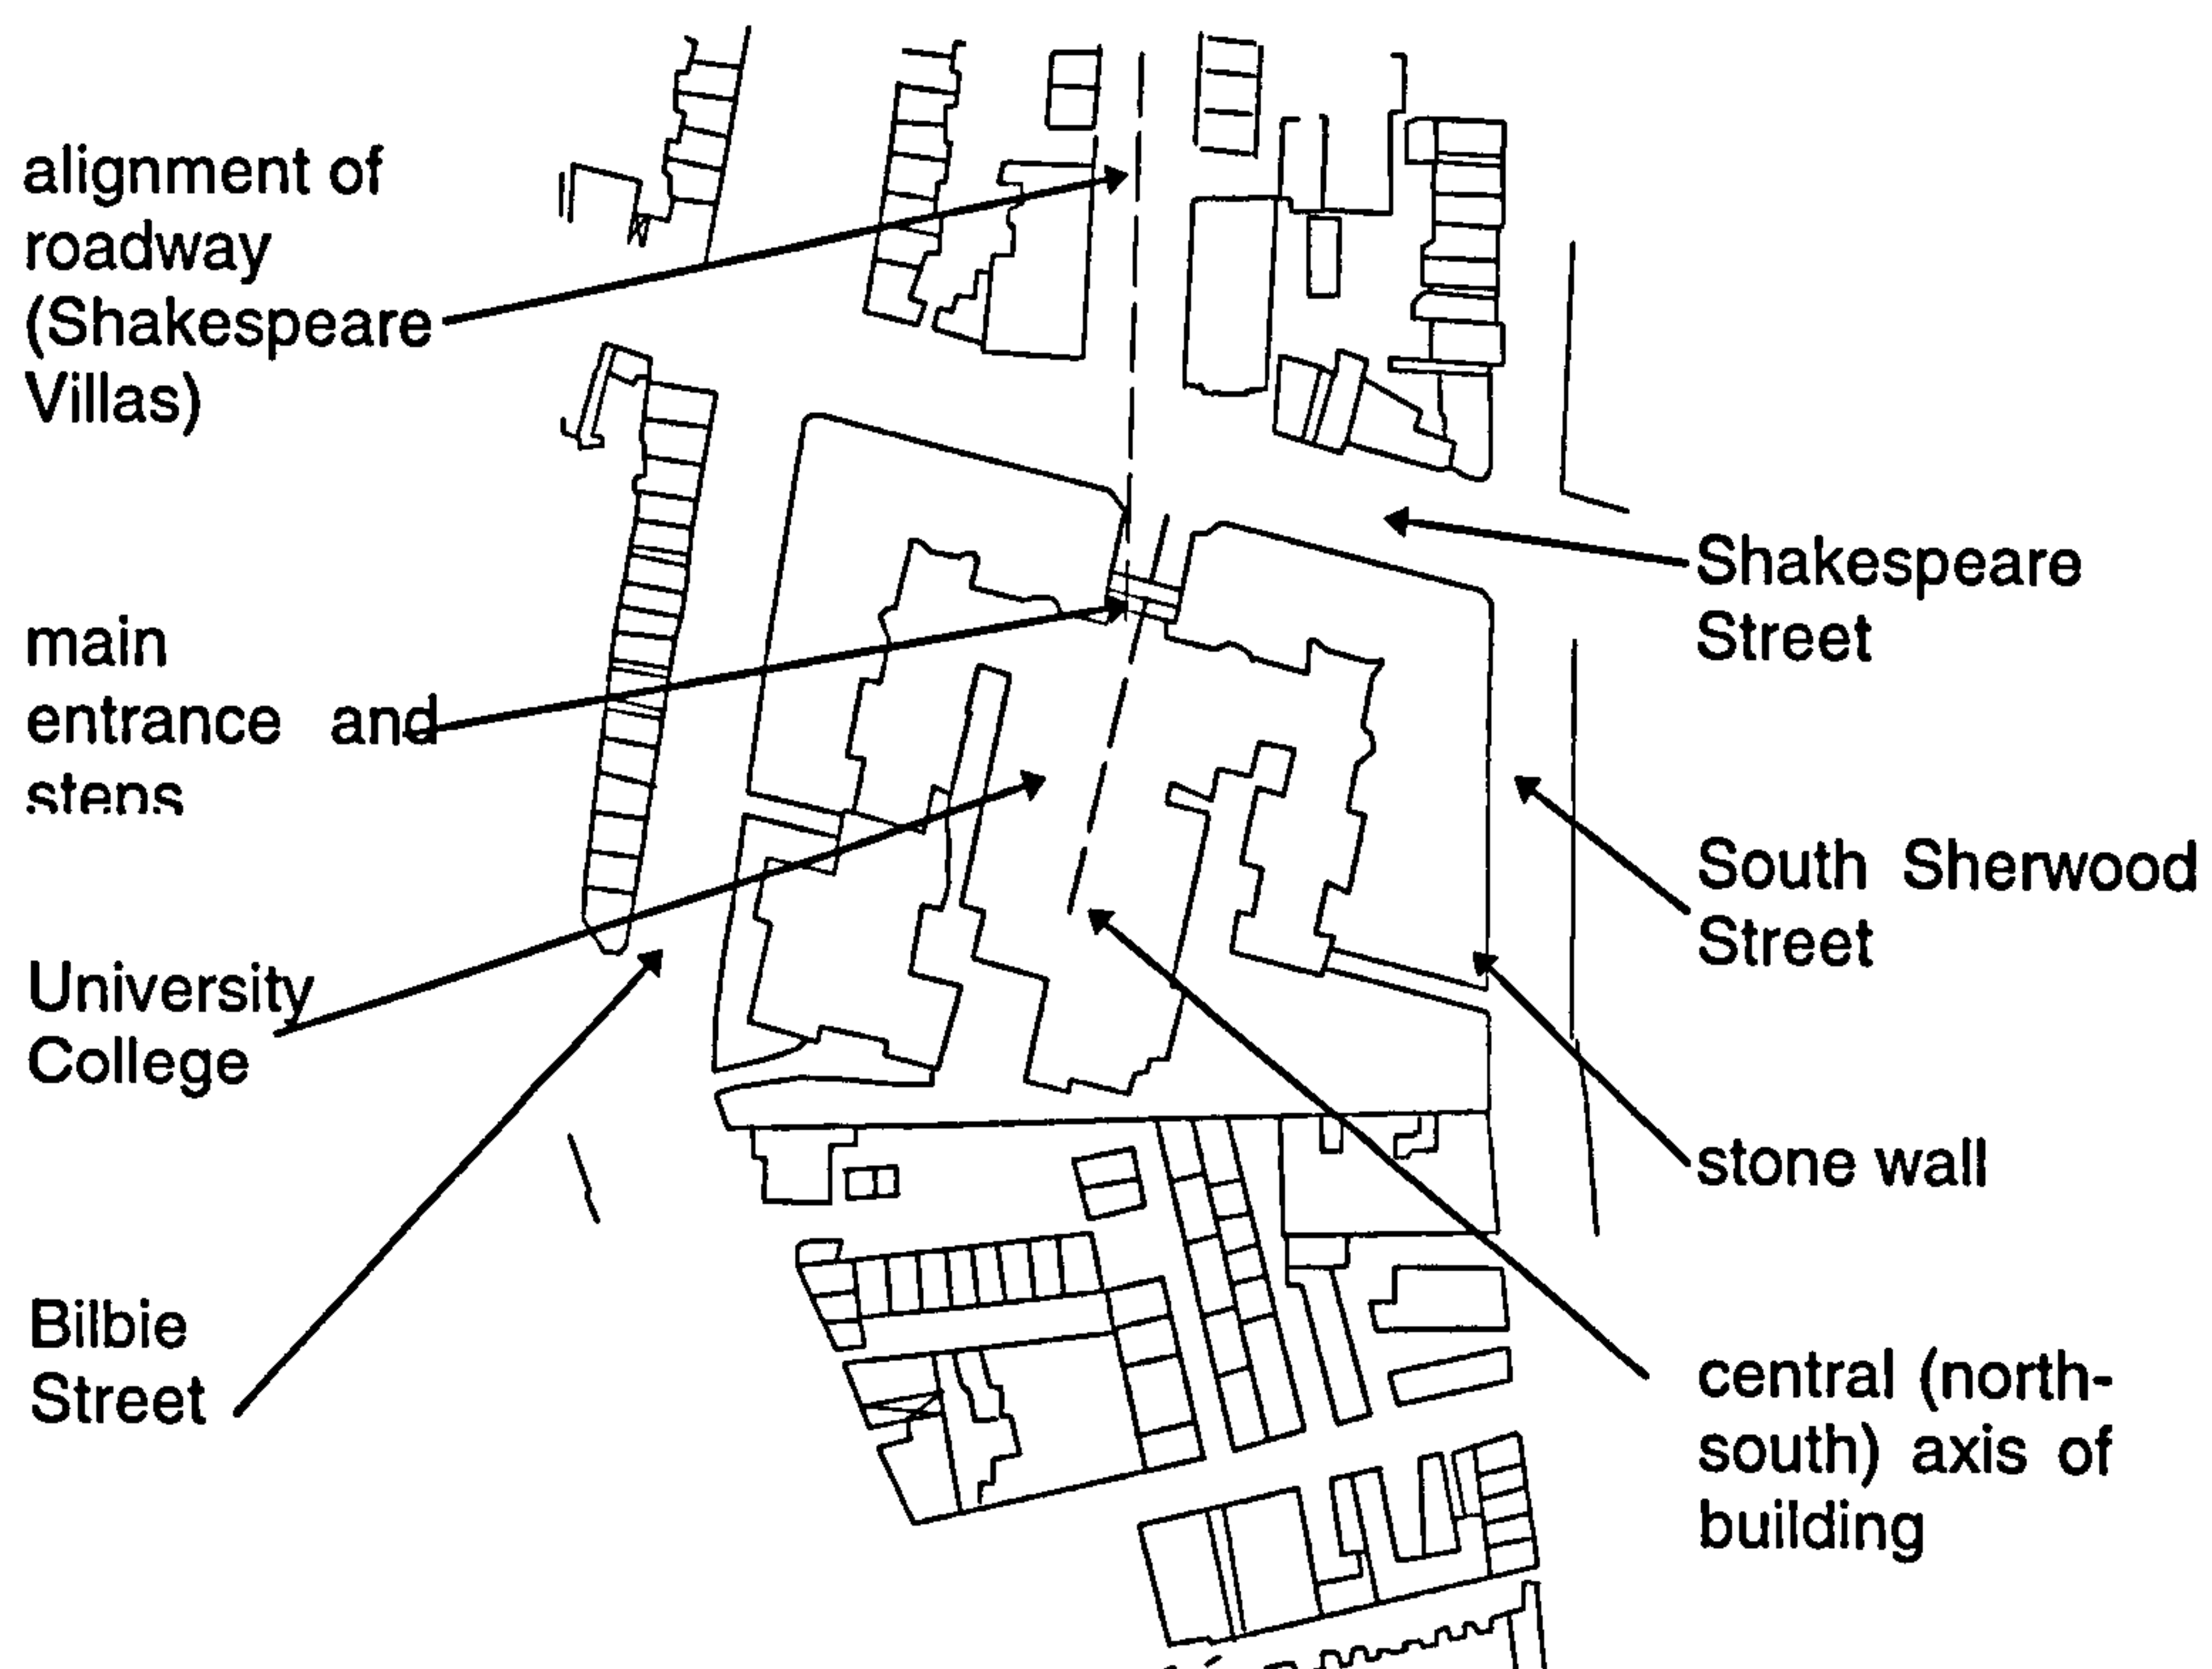 alignment of
roadway
(Shakespeare
Villas)
main
entrance and
steps
University
College
Bilbie
Street
Shakespeare
Street
South Sherwood
Street
stone wall
central (north-
south) axis of
building